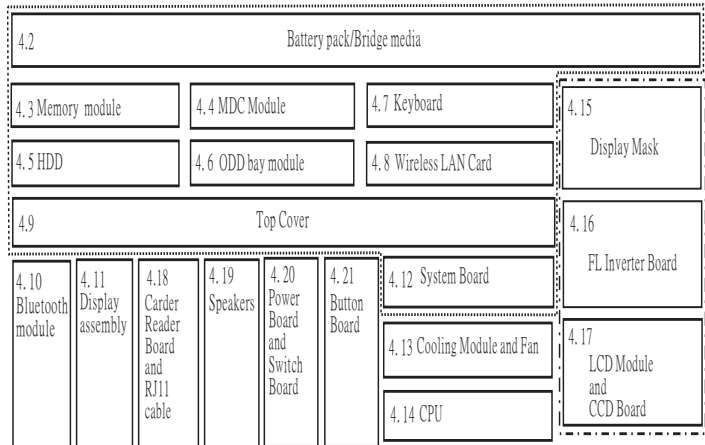 4.2 Battery pack/Bridge media
4.3 Memory module
4.4 MDC Module
4.7 Keyboard
4.5 HDD
4.6 ODD bay module
4.8 Wireless LAN Card
4.9 Top Cover
4.15
Display Mask
4.16
FL Inverter Board
4.17
LCD Module
and
CCD Board
4.10
Bluetooth
module
4.11
Display
assembly
4.18
Carder
Reader
Board
and
RJ11
cable
4.19
Speakers
4.20
Power
Board
and
Switch
Board
4.21
Button
Board
4.12 System Board
4.13 Cooling Module and Fan
4.14 CPU